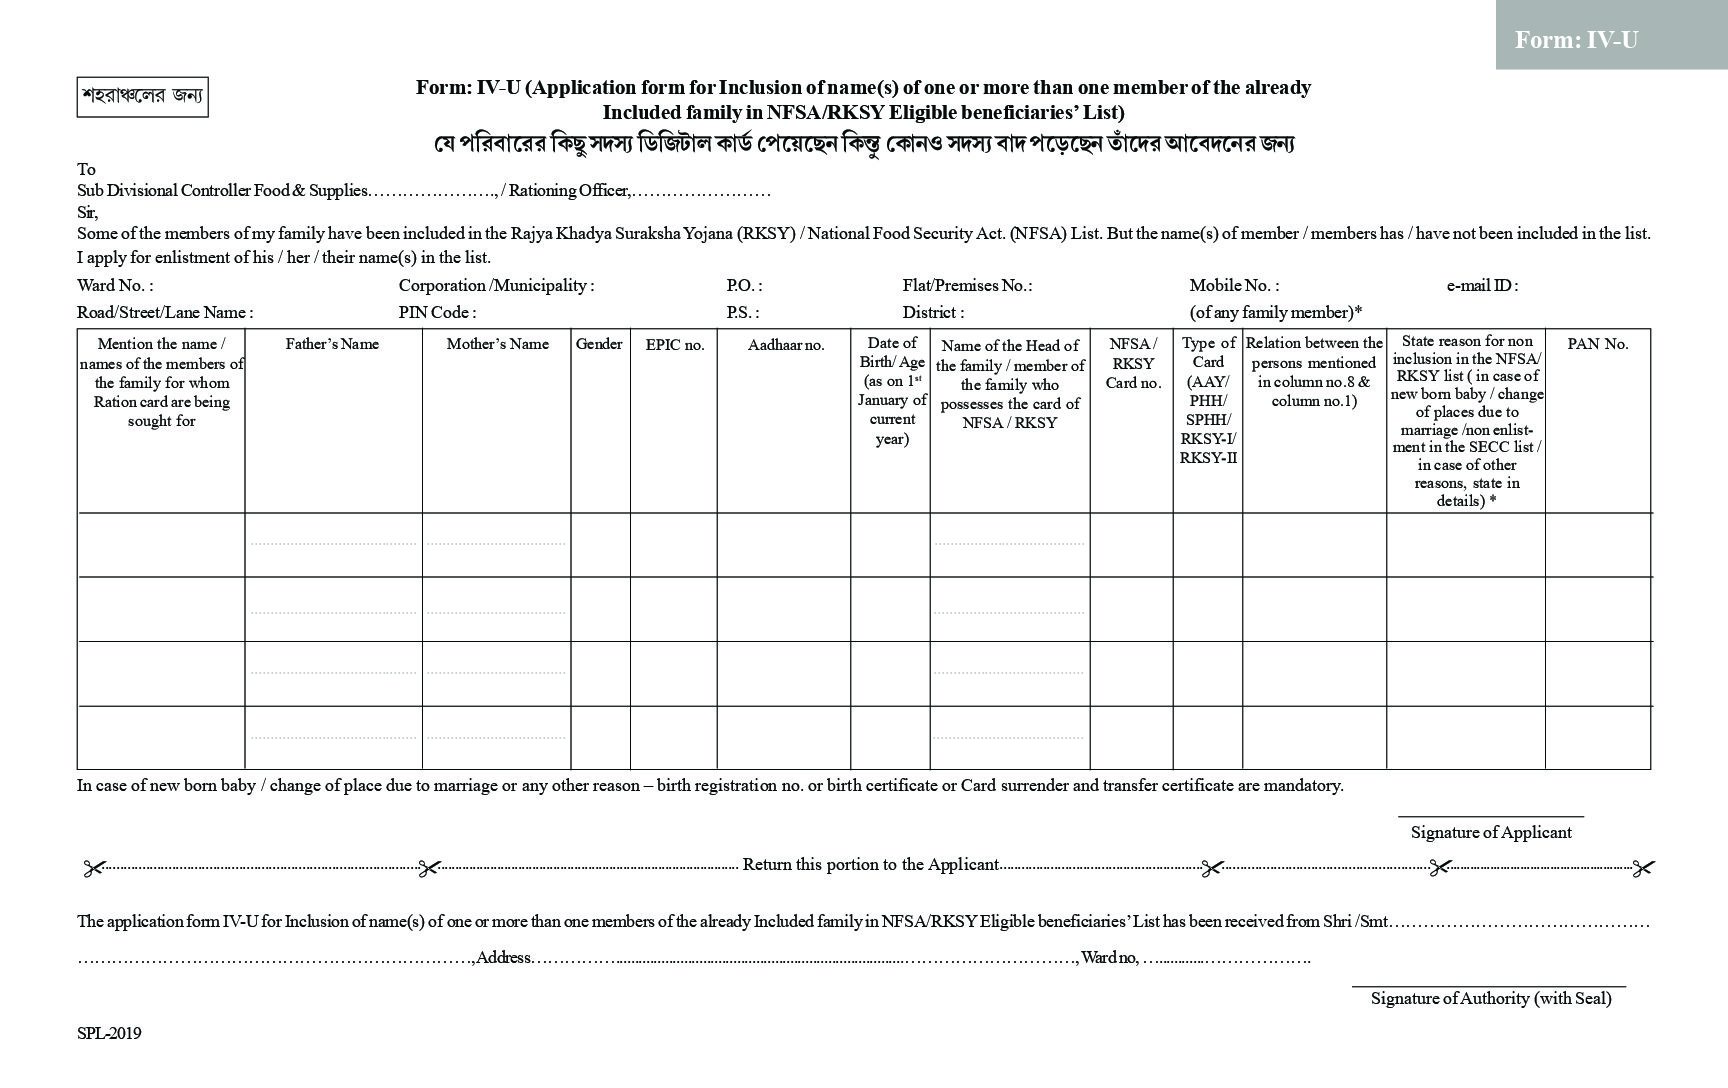 Form: IV-U
শহরাঞ্চলের জন্য
Form: IV-U (Application form for Inclusion of name(s) of one or more than one member of the already
Included family in NFSA/RKSY Eligible beneficiaries’ List)
যে পরিবারের কিছু সদস্য ডিজিটাল কার্ড পেয়েছেন কিন্তু কোনও সদস্য বাদ পড়েছেন তাঁদের আবেদনের জন্য
To
Sub Divisional Controller Food & Supplies…………………., / Rationing Officer,……………………
Sir,
Some of the members of my family have been included in the Rajya Khadya Suraksha Yojana (RKSY) / National Food Security Act. (NFSA) List. But the name(s) of member / members has / have not been included in the list.
I apply for enlistment of his / her / their name(s) in the list.
Ward No. : Corporation /Municipality : P.O. : Flat/Premises No.: Mobile No. : e-mail ID :
Road/Street/Lane Name : PIN Code : P.S. : District : (of any family member)*
Mention the name /
names of the members of
the family for whom
Ration card are being
sought for
Father’s Name
Mother’s Name
Gender
EPIC no.
Aadhaar no.
Date of
Birth/ Age
(as on 1st
January of
current
year)
Name of the Head of
the family / member of
the family who
possesses the card of
NFSA / RKSY
NFSA /
RKSY
Card no.
Type of
Card
(AAY/
PHH/
SPHH/
RKSY-I/
RKSY-II
Relation between the
persons mentioned
in column no.8 &
column no.1)
State reason for non
inclusion in the NFSA/
RKSY list ( in case of
new born baby / change
of places due to
marriage /non enlist-
ment in the SECC list /
in case of other
reasons, state in
details) *
PAN No.
In case of new born baby / change of place due to marriage or any other reason – birth registration no. or birth certificate or Card surrender and transfer certificate are mandatory.
Signature of Applicant
Return this portion to the Applicant
The application form IV-U for Inclusion of name(s) of one or more than one members of the already Included family in NFSA/RKSY Eligible beneficiaries’ List has been received from Shri /Smt………………………………………
……………………………………………………………, Address……………………………………………………, Ward no, ……………………….
Signature of Authority (with Seal)
SPL-2019